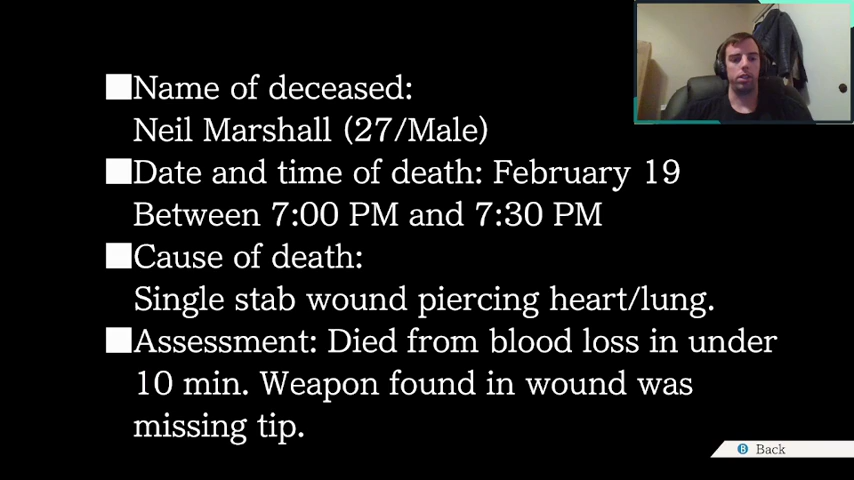 Name of deceased:
Neil Marshall (27/Male)
Date and time of death: February 19
Between 7:00 PM and 7:30 PM
Cause of death:
Single stab wound piercing heart/lung.
Assessment: Died from blood loss in under
10 min. Weapon found in wound was
missing tip.
B Back